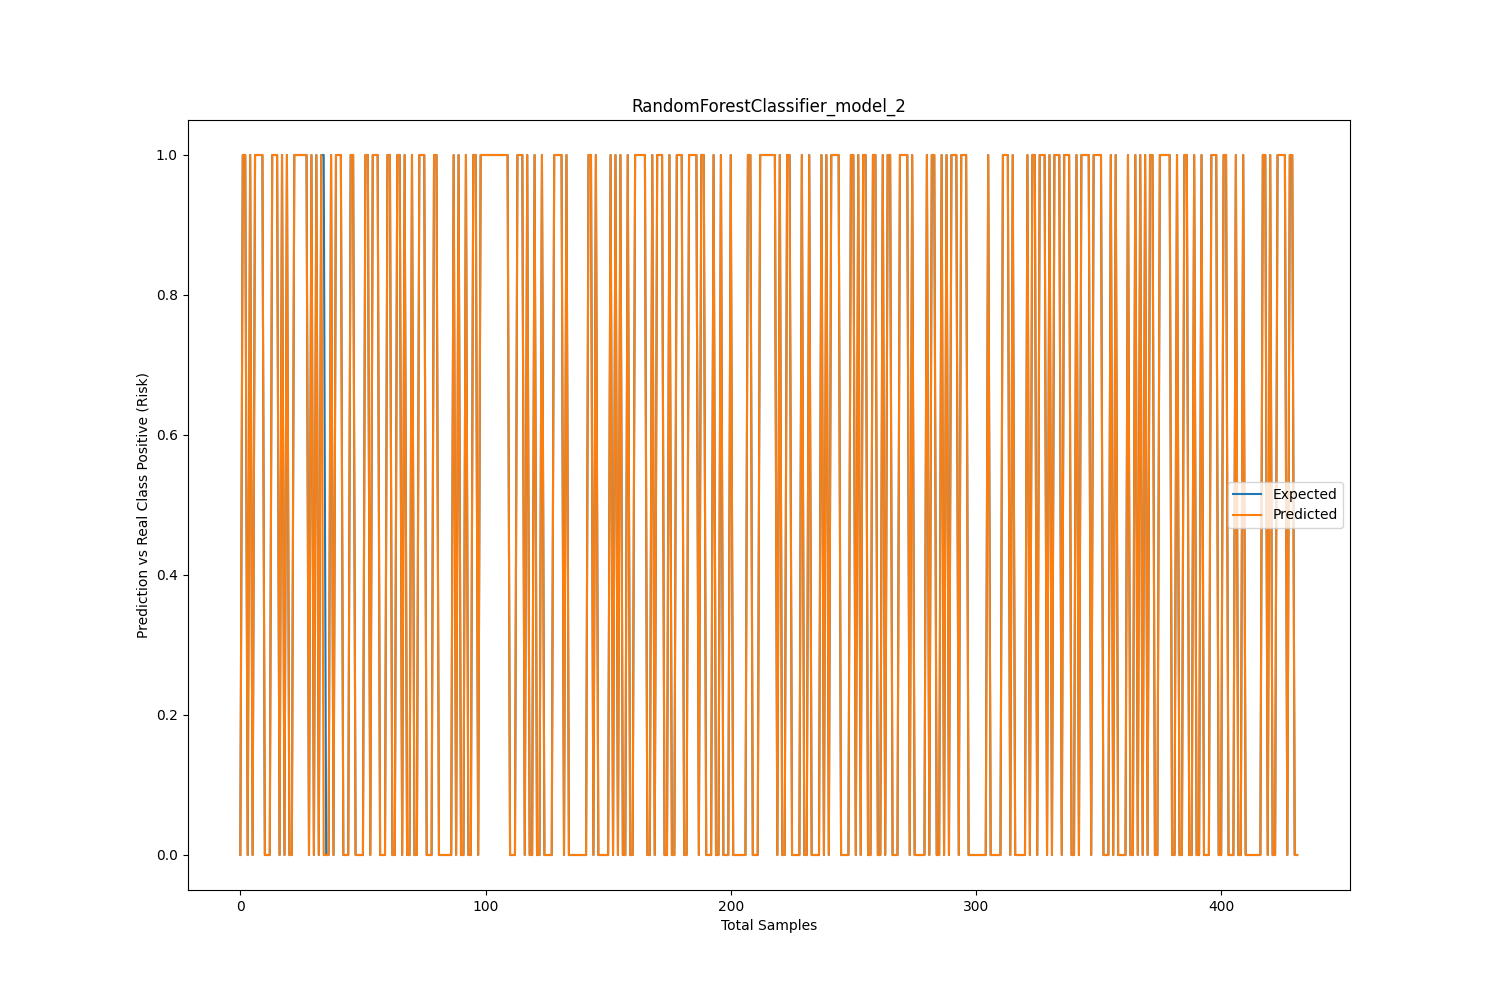 RandomForestClassifier_model_2
Prediction vs Real Class Positive (Risk)
1.0
0.8
0.6
0.4
0.2
0.0
Expected
Predicted
0 100 200 300 400
Total Samples